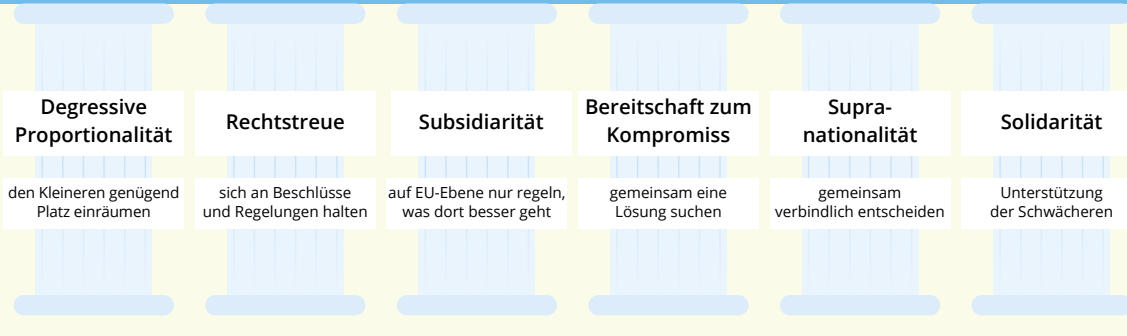 Degressive
Proportionalität
den Kleineren genügend
Platz einräumen
Rechtstreue
sich an Beschlüsse
und Regelungen halten
Subsidiarität
auf EU-Ebene nur regeln,
was dort besser geht
Bereitschaft zum
Kompromiss
gemeinsam eine
Lösung suchen
Supra-
nationalität
gemeinsam
verbindlich entscheiden
Solidarität
Unterstützung
der Schwächeren